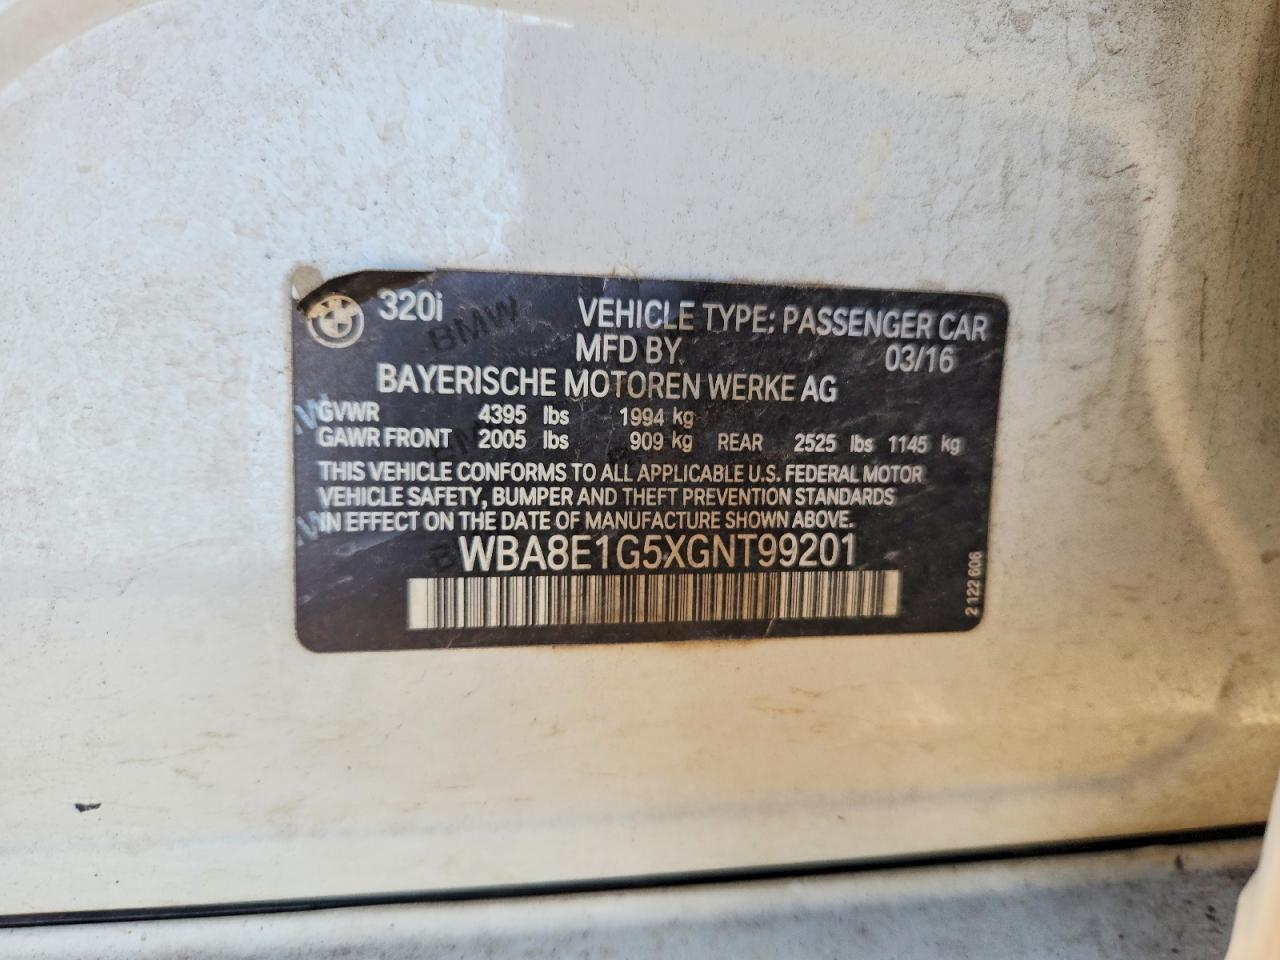 320i VEHICLE TYPE: PASSENGER CAR
MFD BY 03/16
BAYERISCHE MOTOREN WERKE AG
GVWR 4395 lbs 1994 kg
GAWR FRONT 2005 lbs 909 kg REAR 2525 lbs 1145 kg
THIS VEHICLE CONFORMS TO ALL APPLICABLE U.S. FEDERAL MOTOR
VEHICLE SAFETY, BUMPER AND THEFT PREVENTION STANDARDS
IN EFFECT ON THE DATE OF MANUFACTURE SHOWN ABOVE.
WBA8E1G5XGNT99201
2 122 606
BMW